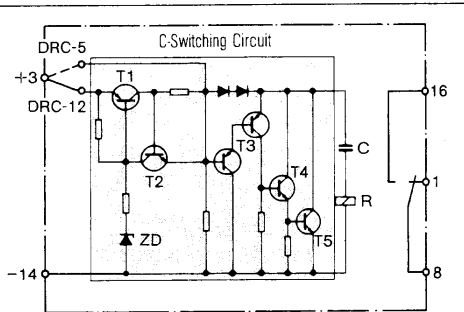 DRC-5
C-Switching Circuit
+3
T1
DRC-12
16
T3
T2
C
T4
1
R
ZD
T5
-14
8